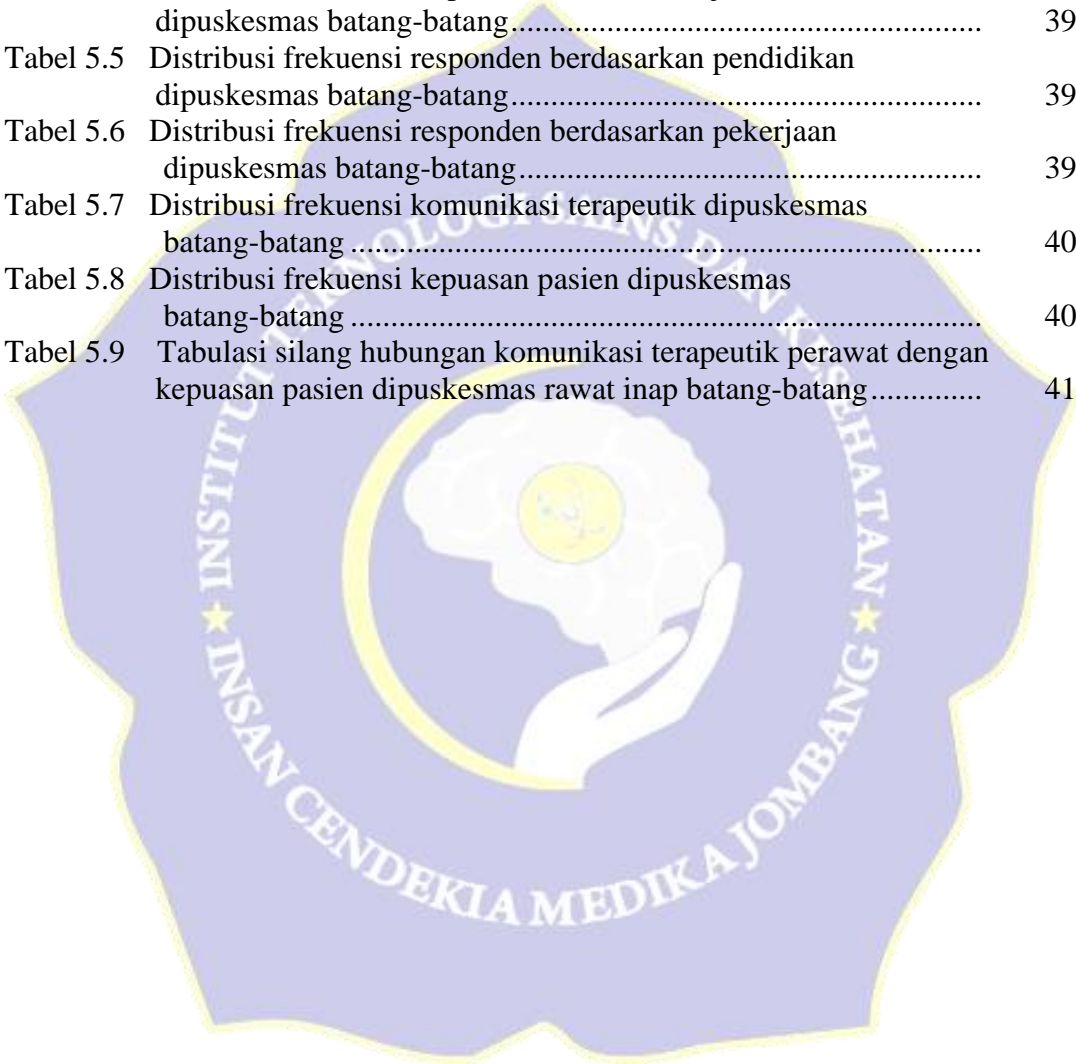 dipuskesmas batang-batang........................................................................ 39
Tabel 5.5 Distribusi frekuensi responden berdasarkan pendidikan
dipuskesmas batang-batang........................................................................ 39
Tabel 5.6 Distribusi frekuensi responden berdasarkan pekerjaan
dipuskesmas batang-batang....................................................................... 39
Tabel 5.7 Distribusi frekuensi komunikasi terapeutik dipuskesmas
batang-batang ................................................................................................ 40
Tabel 5.8 Distribusi frekuensi kepuasan pasien dipuskesmas
batang-batang ................................................................................................ 40
Tabel 5.9 Tabulasi silang hubungan komunikasi terapeutik perawat dengan
kepuasan pasien dipuskesmas rawat inap batang-batang.............. 41
INSTITUT TEKNOLOGI SAINS DAN KESEHATAN
INSAN CENDEKIA MEDIKA JOMBANG